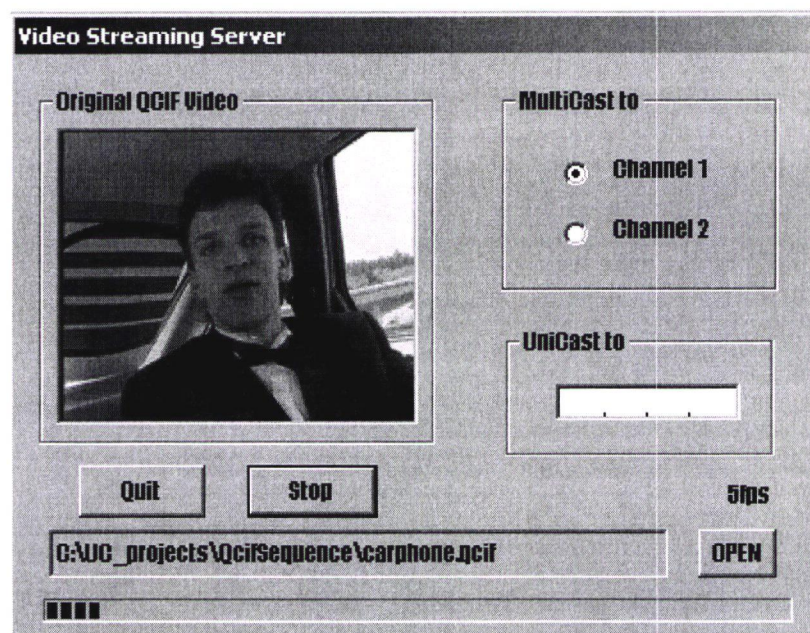 Video Streaming Server
Original QCIF Video
MultiCast to
Channel 1
Channel 2
UniCast to
Quit
Stop
5fps
C:\UC_projects\QcifSequence\carphone.qcif
OPEN